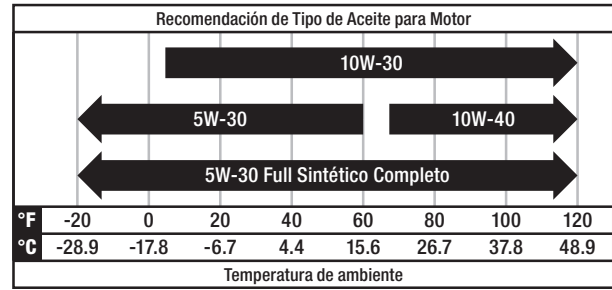 Recomendación de Tipo de Aceite para Motor
10W-30
5W-30 10W-40
5W-30 Full Sintético Completo
°F -20 0 20 40 60 80 100 120
°C -28.9 -17.8 -6.7 4.4 15.6 26.7 37.8 48.9
Temperatura de ambiente